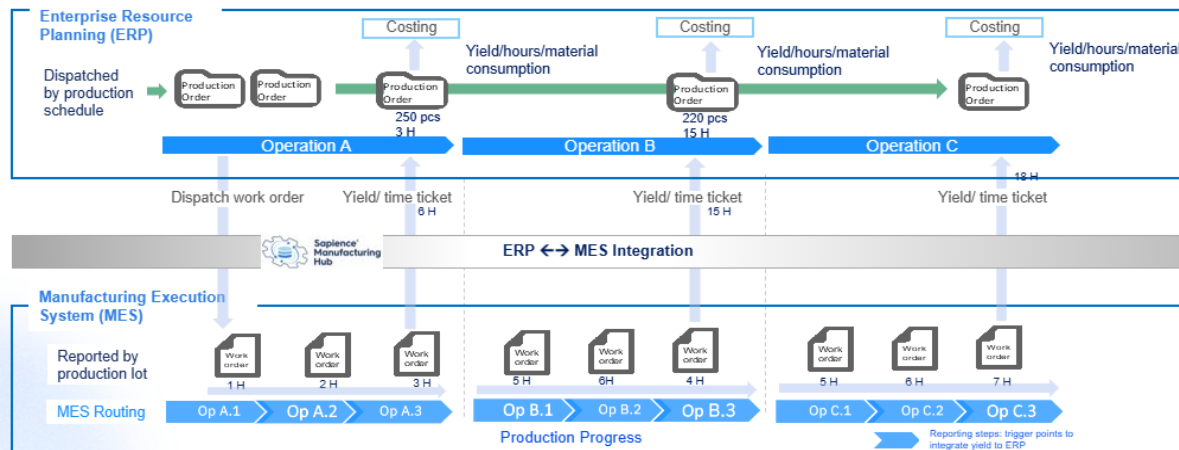 Enterprise Resource
Planning (ERP)
Costing
Costing
Costing
Yield/hours/material
consumption
Yield/hours/material
consumption
Yield/hours/material
consumption
Dispatched
by production
schedule
Production
Order
Production
Order
Production
Order
Production
Order
Production
Order
250 pcs
3 H
220 pcs
15 H
Operation A
Operation B
Operation C
18 H
Dispatch work order
Yield/ time ticket
6 H
Yield/ time ticket
15 H
Yield/ time ticket
Sapience'
Manufacturing
Hub
ERP ←→ MES Integration
Manufacturing Execution
System (MES)
Reported by
production lot
Work
order
Work
order
Work
order
Work
order
Work
order
Work
order
Work
order
Work
order
Work
order
1 H
2 H
3 H
5 H
6H
4 H
5 H
6 H
7 H
MES Routing
Op A.1
Op A.2
Op A.3
Op B.1
Op B.2
Op B.3
Op C.1
Op C.2
Op C.3
Production Progress
Reporting steps: trigger points to
integrate yield to ERP